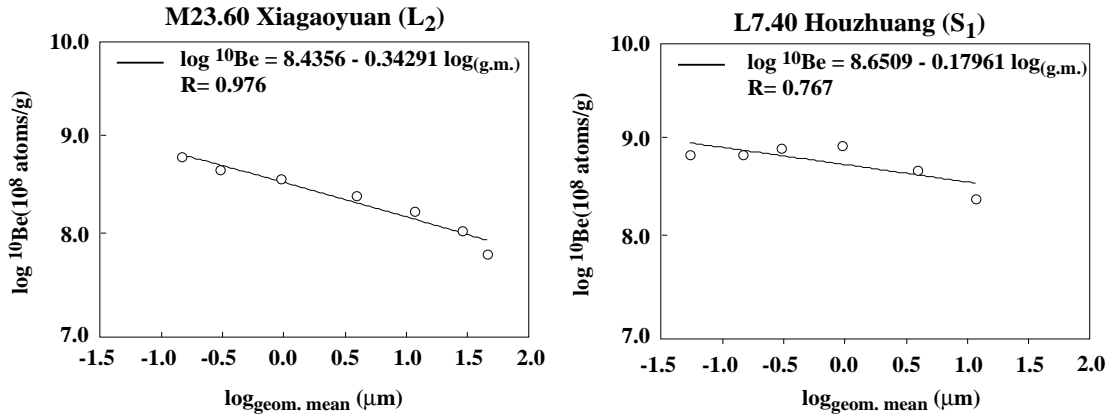 M23.60 Xiagaoyuan (L2)
log 10Be = 8.4356 - 0.34291 log(g.m.)
R= 0.976
log 10Be(108 atoms/g)
10.0
9.0
8.0
7.0
-1.5 -1.0 -0.5 0.0 0.5 1.0 1.5 2.0
loggeom. mean (μm)
L7.40 Houzhuang (S1)
log 10Be = 8.6509 - 0.17961 log(g.m.)
R= 0.767
log 10Be(108 atoms/g)
10.0
9.0
8.0
7.0
-1.5 -1.0 -0.5 0.0 0.5 1.0 1.5 2.0
loggeom. mean (μm)